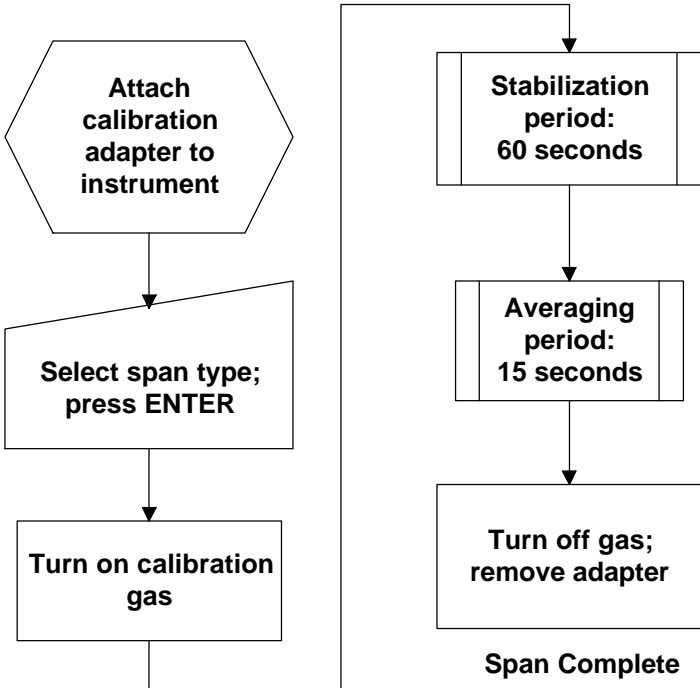 Attach
calibration
adapter to
instrument
Select span type;
press ENTER
Turn on calibration
gas
Stabilization
period:
60 seconds
Averaging
period:
15 seconds
Turn off gas;
remove adapter
Span Complete